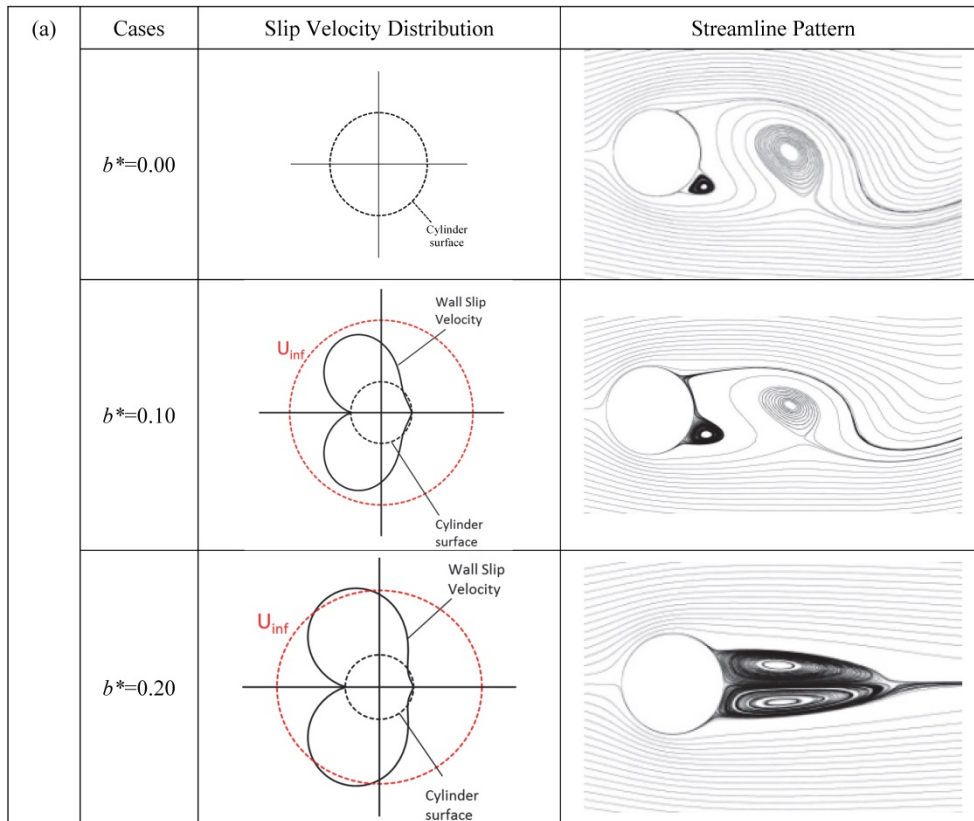 (a)
Cases
Slip Velocity Distribution
Streamline Pattern
b*=0.00
Cylinder
surface
b*=0.10
Wall Slip
Velocity
Uinf
Cylinder
surface
b*=0.20
Wall Slip
Velocity
Uinf
Cylinder
surface